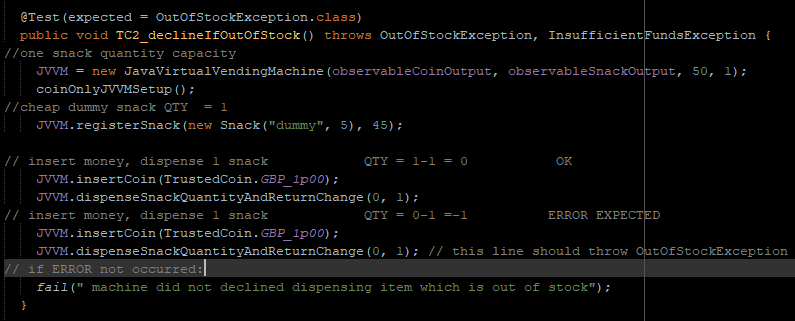 @Test(expected = OutOfStockException.class)
public void TC2_declineIfOutOfStock() throws OutOfStockException, InsufficientFundsException {
//one snack quantity capacity
JVVM = new JavaVirtualVendingMachine(observableCoinOutput, observableSnackOutput, 50, 1);
coinOnlyJVVMSetup();
//cheap dummy snack QTY = 1
JVVM.registerSnack(new Snack("dummy", 5), 45);
// insert money, dispense 1 snack QTY = 1-1 = 0 OK
JVVM.insertCoin(TrustedCoin.GBP_1p00);
JVVM.dispenseSnackQuantityAndReturnChange(0, 1);
// insert money, dispense 1 snack QTY = 0-1 =-1 ERROR EXPECTED
JVVM.insertCoin(TrustedCoin.GBP_1p00);
JVVM.dispenseSnackQuantityAndReturnChange(0, 1); // this line should throw OutOfStockException
// if ERROR not occurred:
fail(" machine did not declined dispensing item which is out of stock");
}